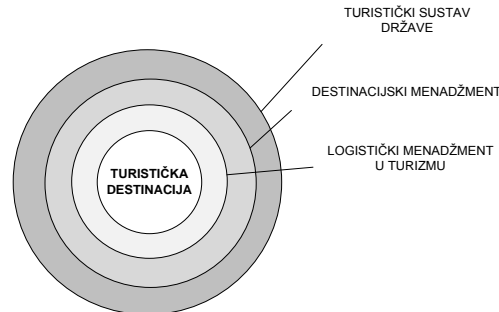 TURISTIČKI SUSTAV
DRŽAVE
DESTINACIJSKI MENADŽMENT
LOGISTIČKI MENADŽMENT
U TURIZMU
TURISTIČKA
DESTINACIJA